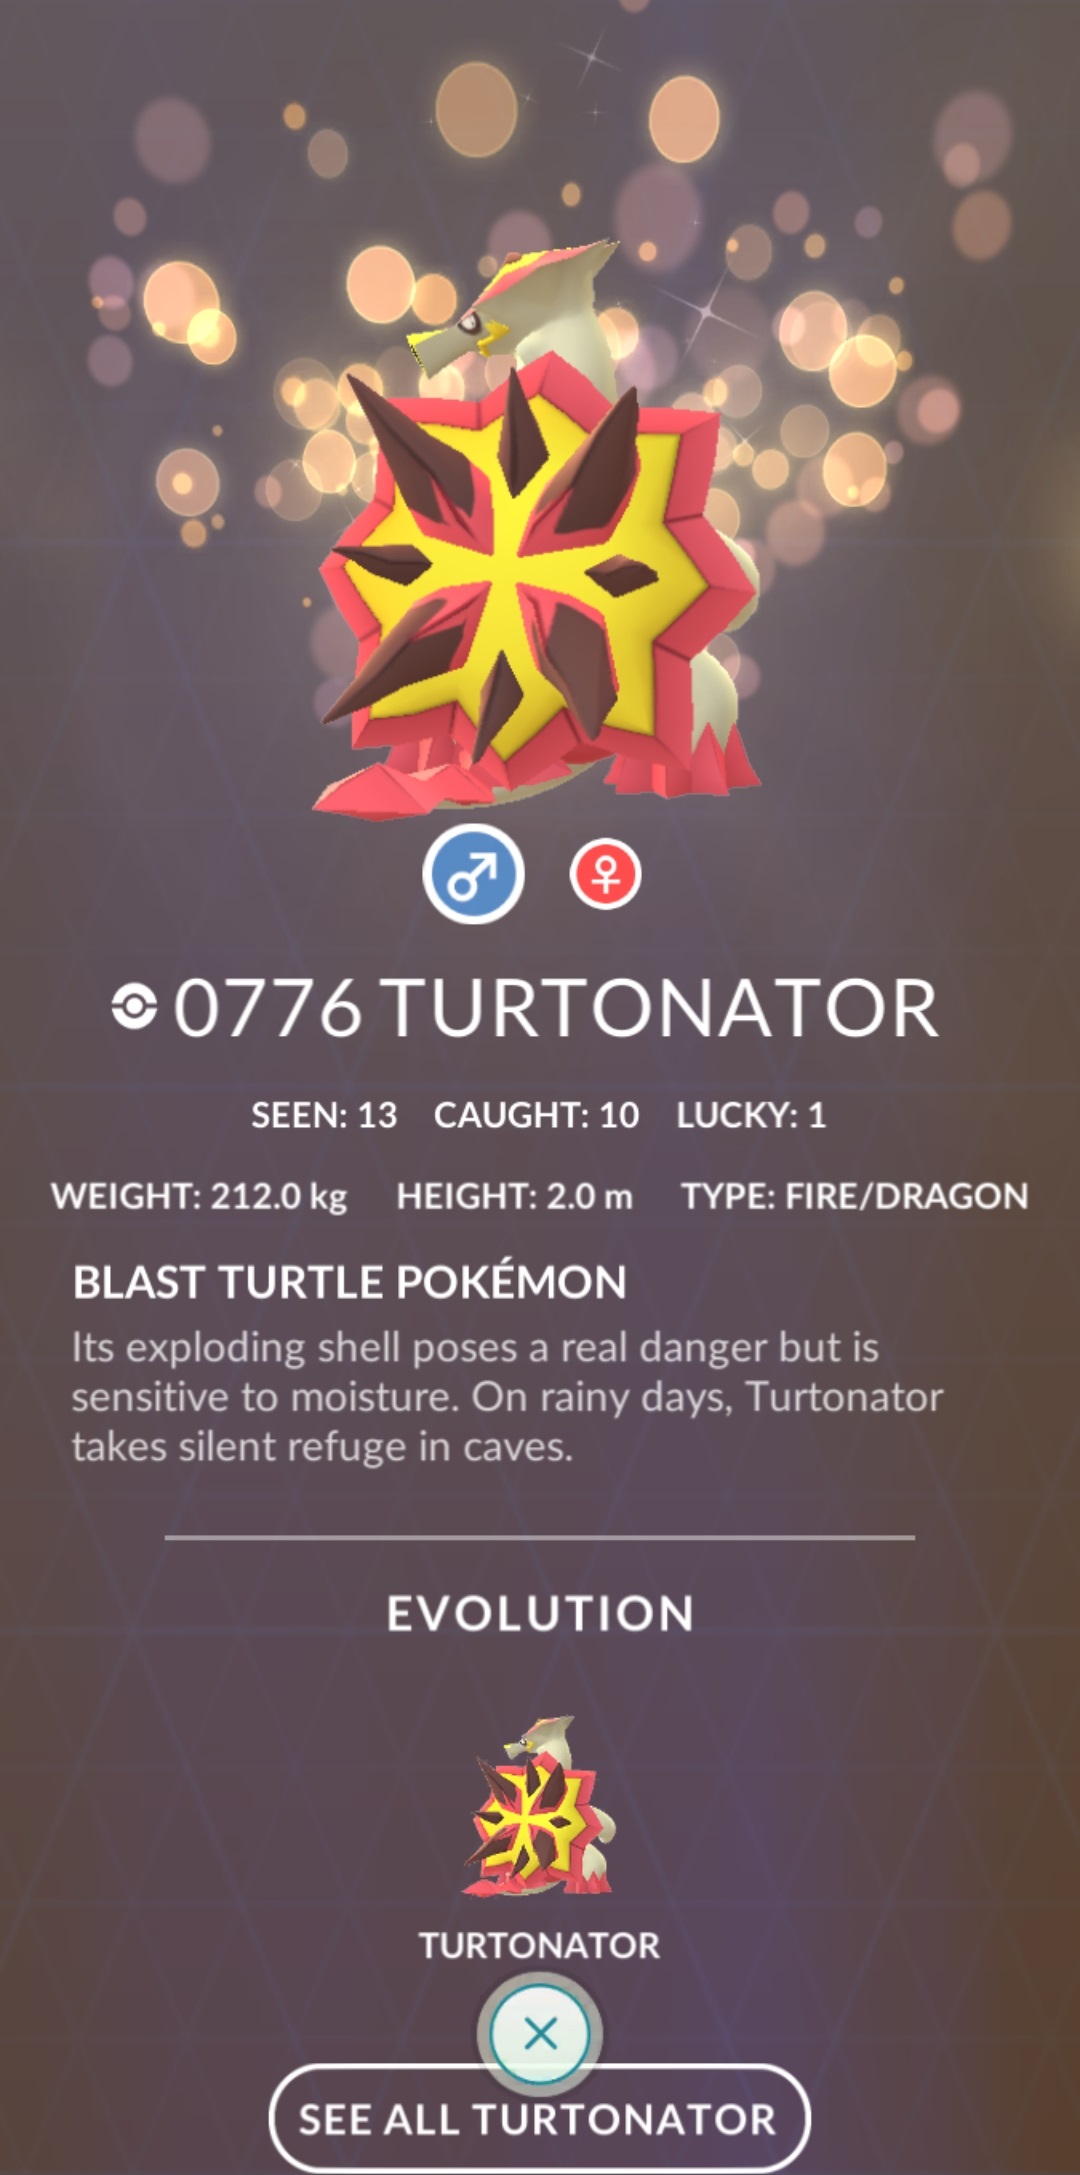 0776 TURTONATOR
SEEN: 13 CAUGHT: 10 LUCKY: 1
WEIGHT: 212.0 kg HEIGHT: 2.0 m TYPE: FIRE/DRAGON
BLAST TURTLE POKÉMON
Its exploding shell poses a real danger but is
sensitive to moisture. On rainy days, Turtonator
takes silent refuge in caves.
EVOLUTION
TURTONATOR
SEE ALL TURTONATOR